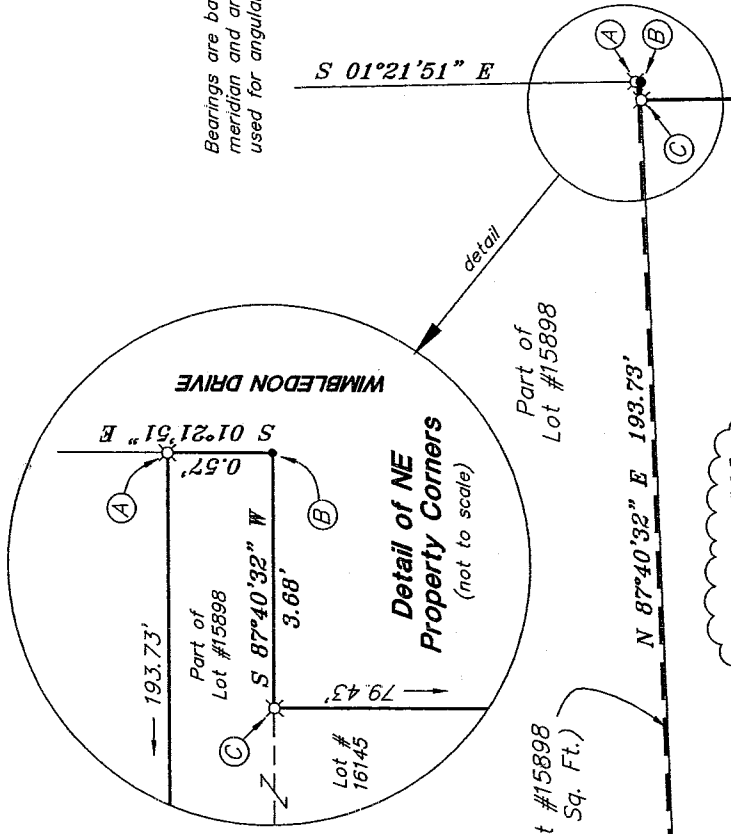 Bearings are ba
meridian and ar
used for angular
S 01°21'51" E
A
B
C
detail
WIMBLEDON DRIVE
S 01°21'51" E
0.57'
A
193.73'
Part of
Lot #15898
S 87°40'32" W
3.68'
B
C
Detail of NE
Property Corners
(not to scale)
79.43'
Lot #
16145
Part of
Lot #15898
N 87°40'32" E 193.73'
t #15898
Sq. Ft.)